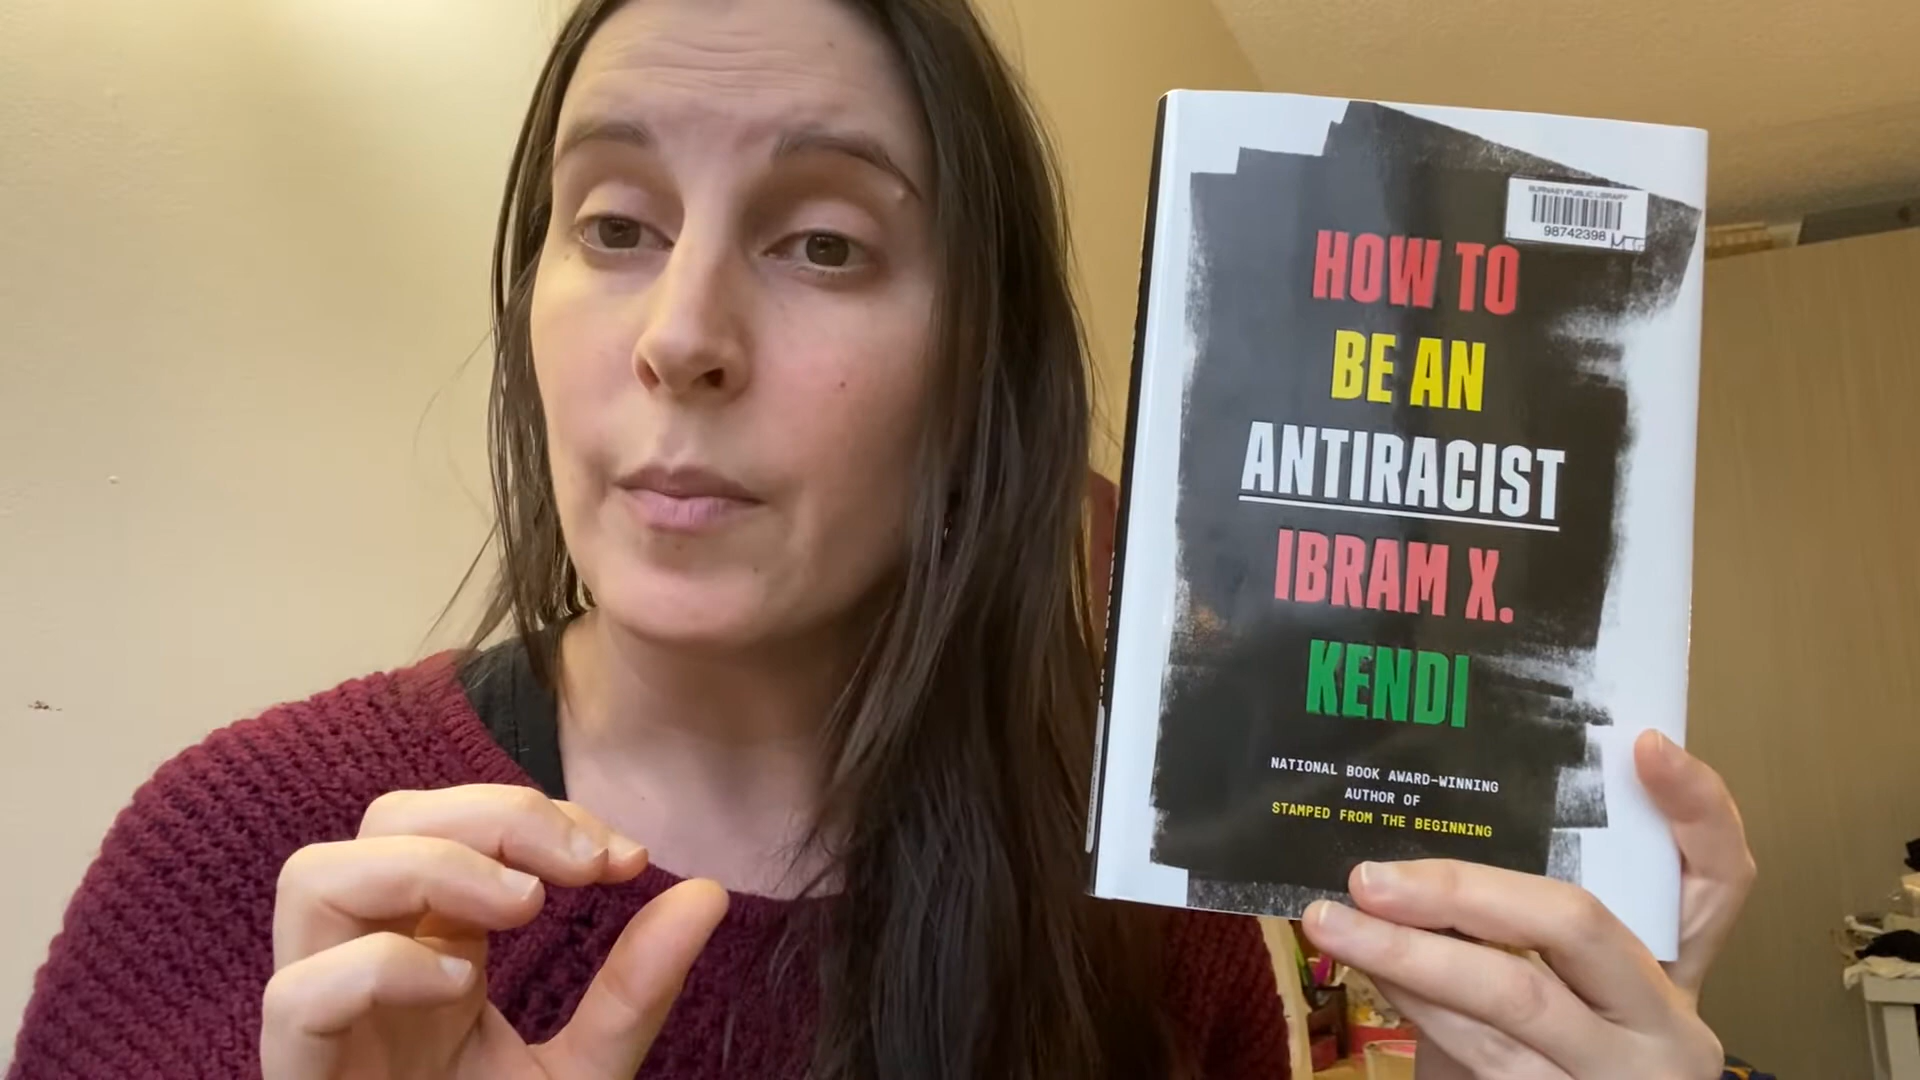 BURNABY PUBLIC LIBRARY
98742398
HOW TO
BE AN
ANTIRACIST
IBRAM X.
KENDI
NATIONAL BOOK AWARD–WINNING
AUTHOR OF
STAMPED FROM THE BEGINNING